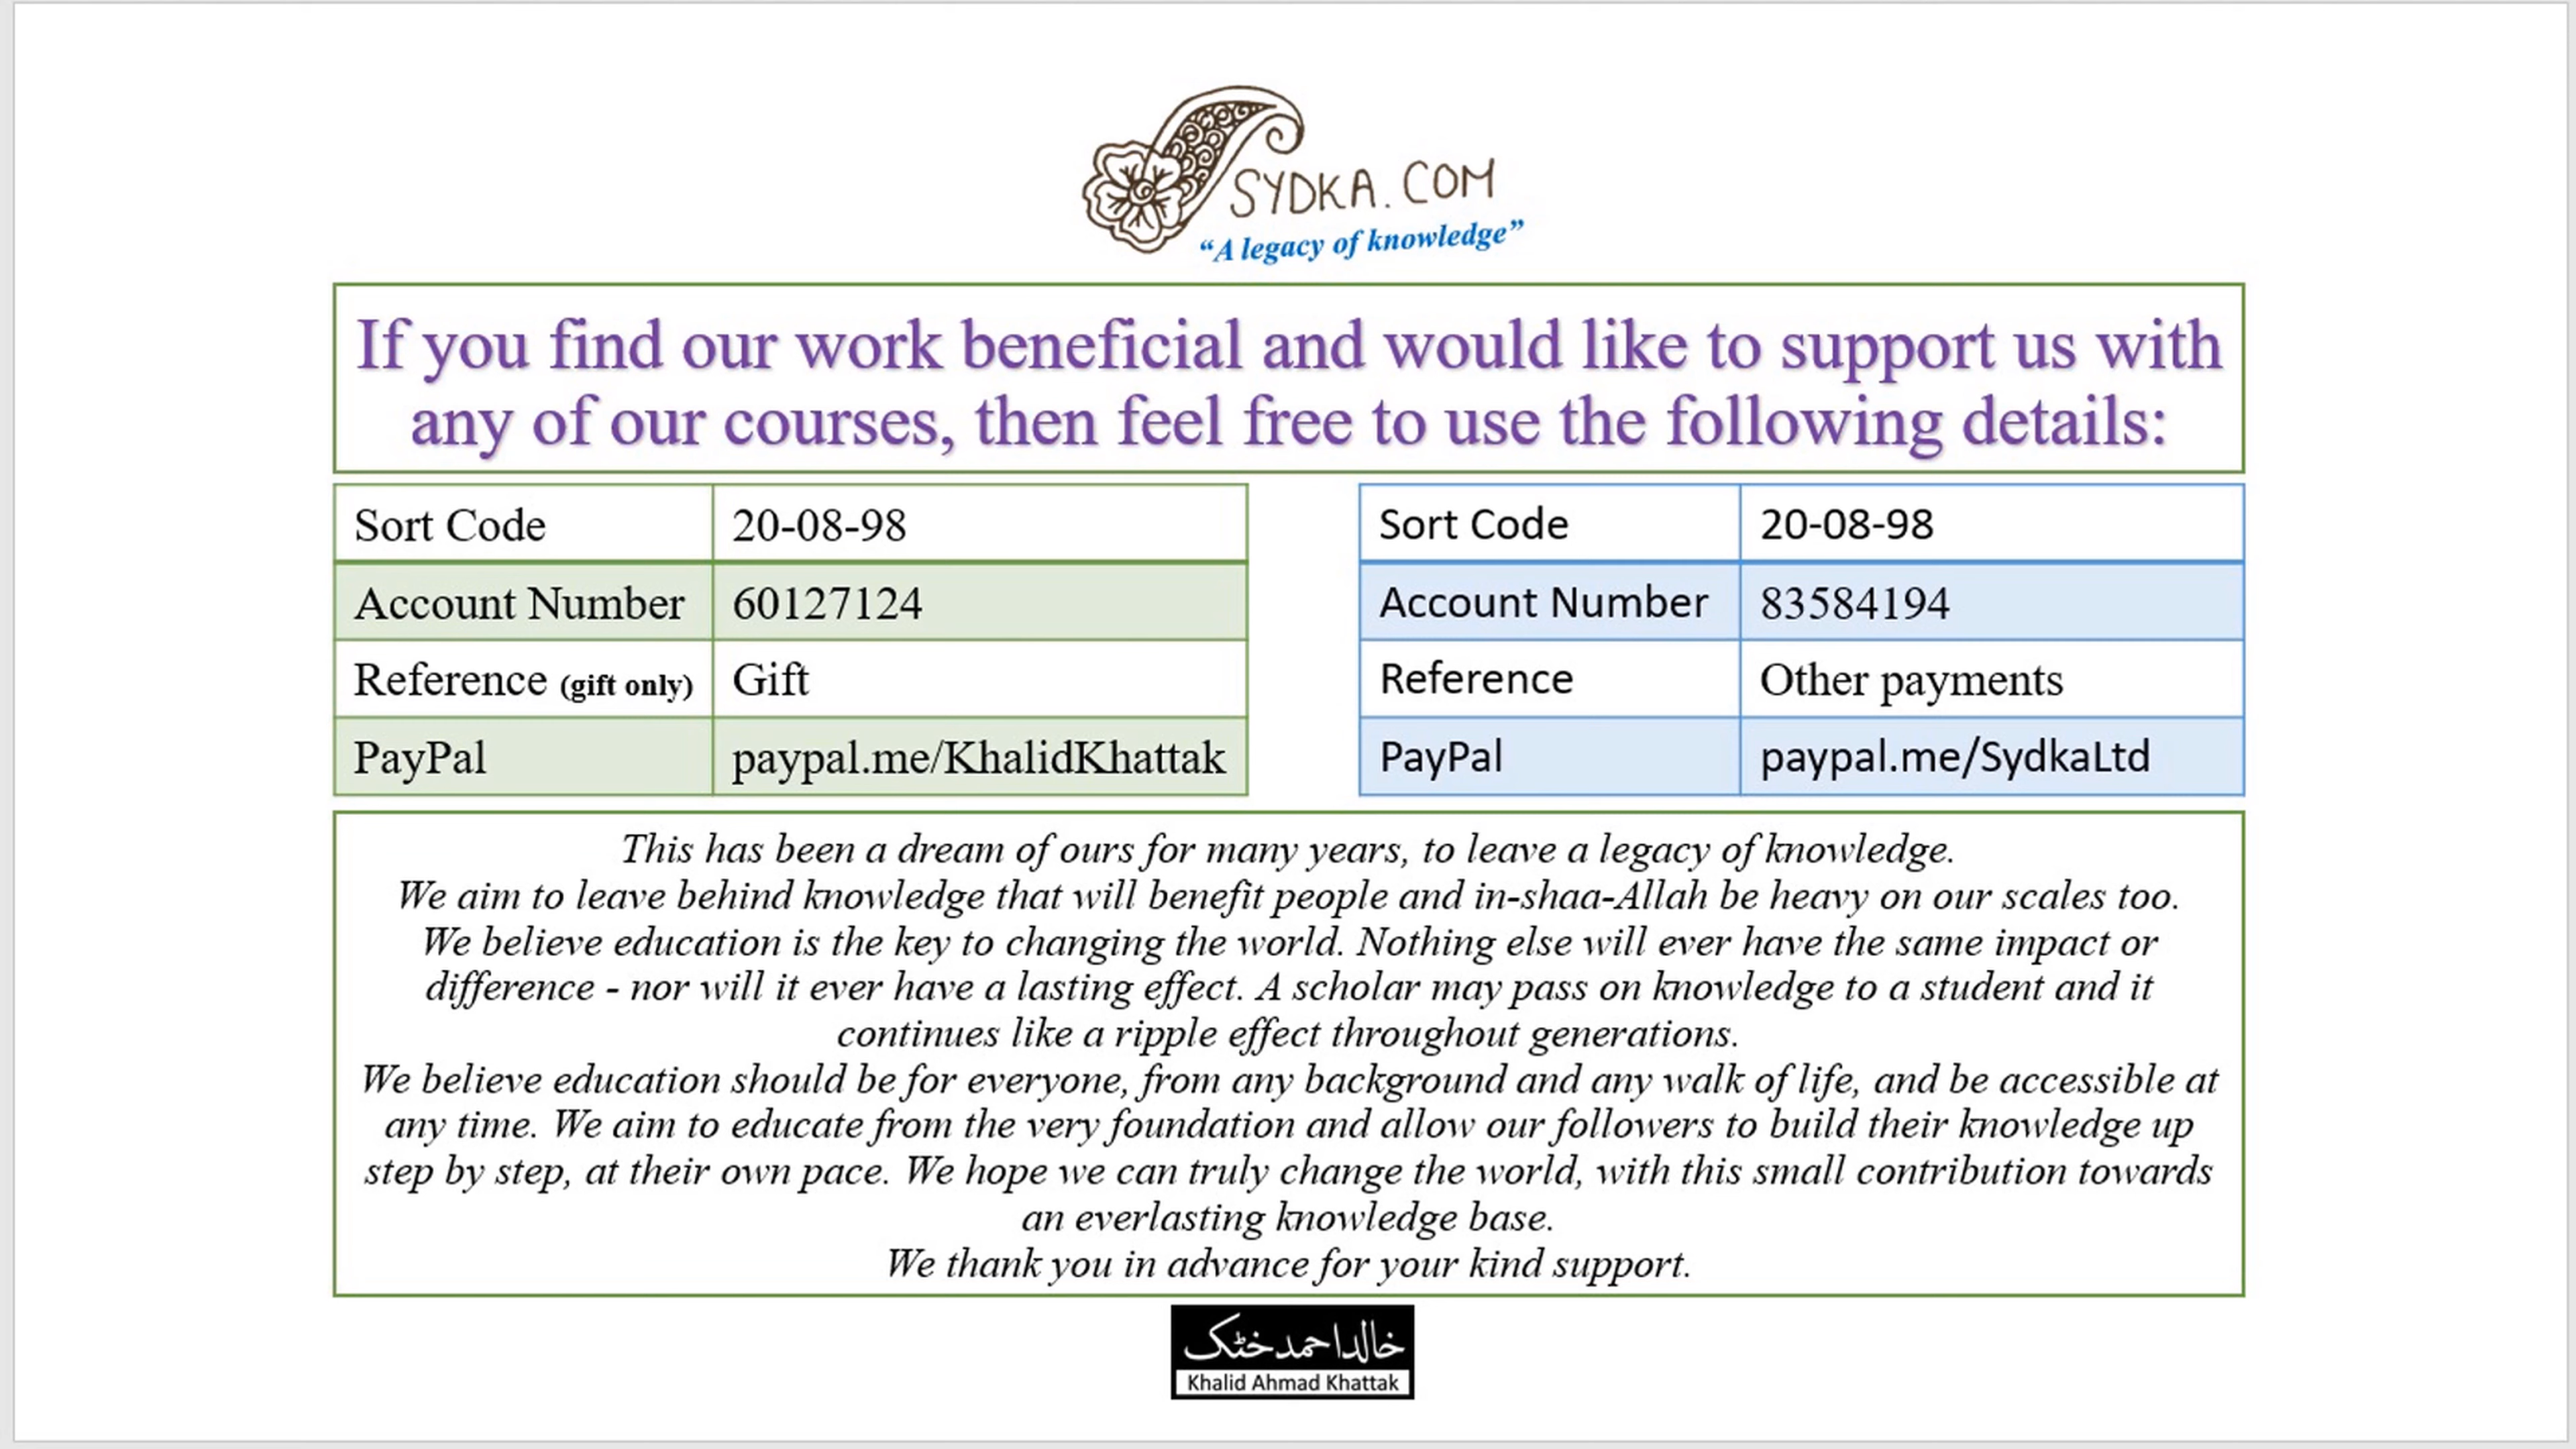 SYDKA.COM
“A legacy of knowledge”
If you find our work beneficial and would like to support us with
any of our courses, then feel free to use the following details:
Sort Code 20-08-98
Account Number 60127124
Reference (gift only) Gift
PayPal paypal.me/KhalidKhattak
Sort Code 20-08-98
Account Number 83584194
Reference Other payments
PayPal paypal.me/SydkaLtd
This has been a dream of ours for many years, to leave a legacy of knowledge.
We aim to leave behind knowledge that will benefit people and in-shaa-Allah be heavy on our scales too.
We believe education is the key to changing the world. Nothing else will ever have the same impact or
difference - nor will it ever have a lasting effect. A scholar may pass on knowledge to a student and it
continues like a ripple effect throughout generations.
We believe education should be for everyone, from any background and any walk of life, and be accessible at
any time. We aim to educate from the very foundation and allow our followers to build their knowledge up
step by step, at their own pace. We hope we can truly change the world, with this small contribution towards
an everlasting knowledge base.
We thank you in advance for your kind support.
خالد احمد خٹک
Khalid Ahmad Khattak